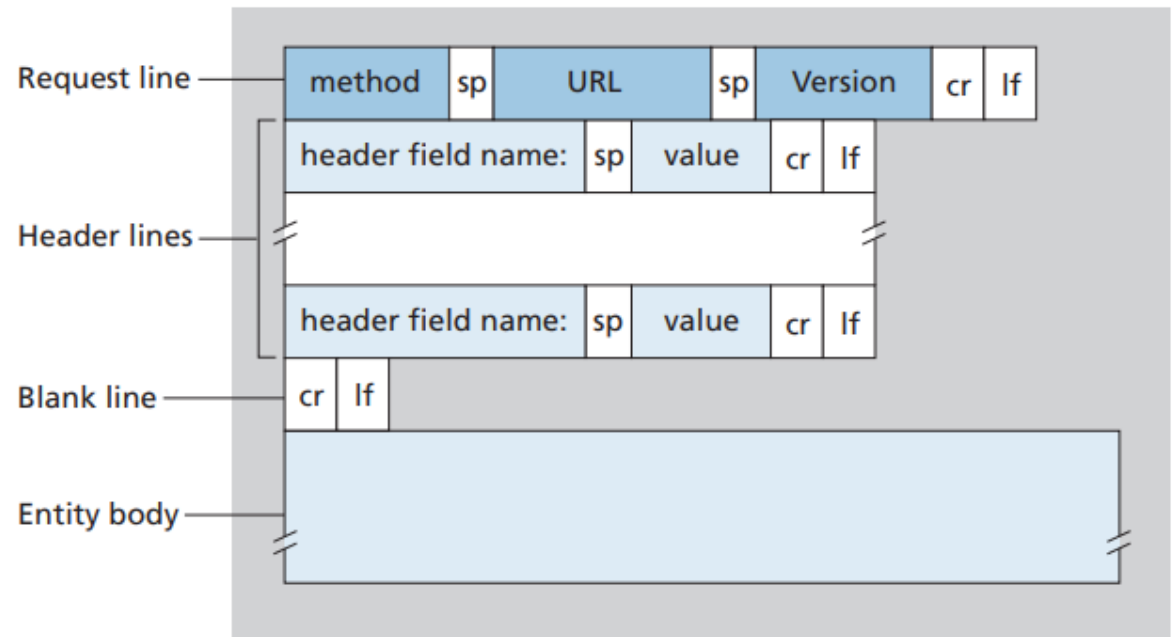 Request line method sp URL sp Version cr lf
header field name: sp value cr lf
Header lines
header field name: sp value cr lf
Blank line cr lf
Entity body